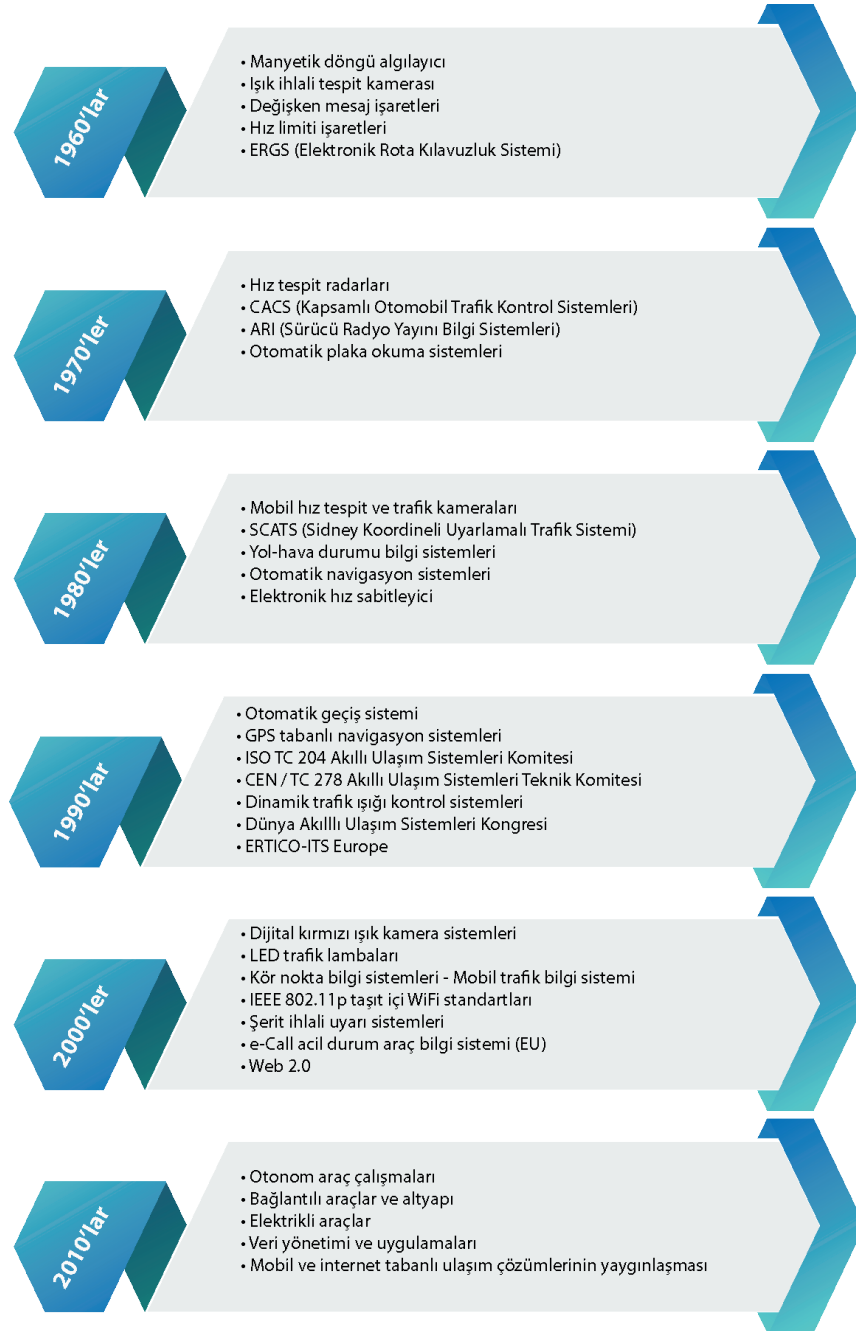 1960'lar
• Manyetik döngü algılayıcı
• Işık ihlali tespit kamerası
• Değişken mesaj işaretleri
• Hız limiti işaretleri
• ERGS (Elektronik Rota Kılavuzluk Sistemi)
1970'ler
• Hız tespit radarları
• CACS (Kapsamlı Otomobil Trafik Kontrol Sistemleri)
• ARI (Sürücü Radyo Yayını Bilgi Sistemleri)
• Otomatik plaka okuma sistemleri
1980'ler
• Mobil hız tespit ve trafik kameraları
• SCATS (Sidney Koordineli Uyarlamalı Trafik Sistemi)
• Yol-hava durumu bilgi sistemleri
• Otomatik navigasyon sistemleri
• Elektronik hız sabitleyici
1990'lar
• Otomatik geçiş sistemi
• GPS tabanlı navigasyon sistemleri
• ISO TC 204 Akıllı Ulaşım Sistemleri Komitesi
• CEN / TC 278 Akıllı Ulaşım Sistemleri Teknik Komitesi
• Dinamik trafik ışığı kontrol sistemleri
• Dünya Akılllı Ulaşım Sistemleri Kongresi
• ERTICO-ITS Europe
2000'ler
• Dijital kırmızı ışık kamera sistemleri
• LED trafik lambaları
• Kör nokta bilgi sistemleri - Mobil trafik bilgi sistemi
• IEEE 802.11p taşıt içi WiFi standartları
• Şerit ihlali uyarı sistemleri
• e-Call acil durum araç bilgi sistemi (EU)
• Web 2.0
2010'lar
• Otonom araç çalışmaları
• Bağlantılı araçlar ve altyapı
• Elektrikli araçlar
• Veri yönetimi ve uygulamaları
• Mobil ve internet tabanlı ulaşım çözümlerinin yaygınlaşması